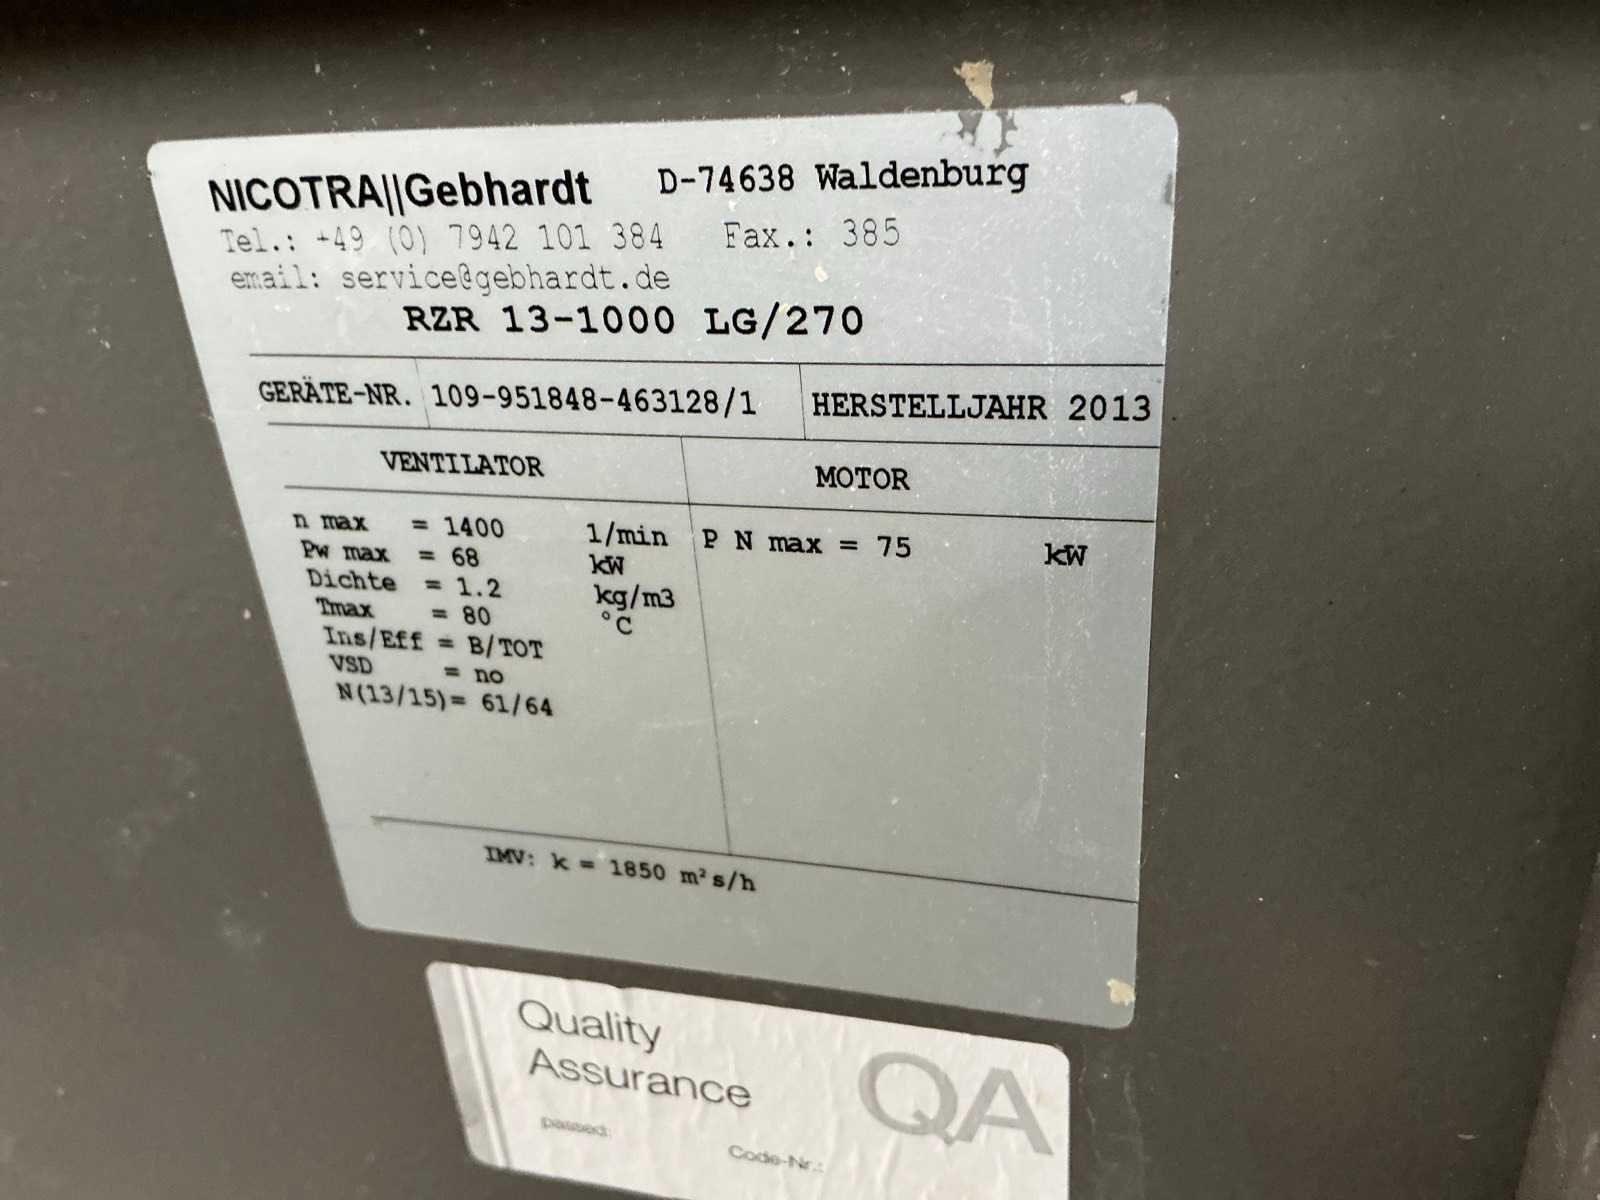 NICOTRA||Gebhardt D-74638 Waldenburg
Tel.: +49 (0) 7942 101 384 Fax.: 385
email: service@gebhardt.de
RZR 13-1000 LG/270
GERÄTE-NR. 109-951848-463128/1 HERSTELLJAHR 2013
VENTILATOR MOTOR
n max = 1400 1/min P N max = 75 kW
Pw max = 68 kW
Dichte = 1.2 kg/m3
Tmax = 80 °C
Ins/Eff = B/TOT
VSD = no
N(13/15)= 61/64
IMV: k = 1850 m²s/h
Quality
Assurance
QA
passed:
Code-Nr.: